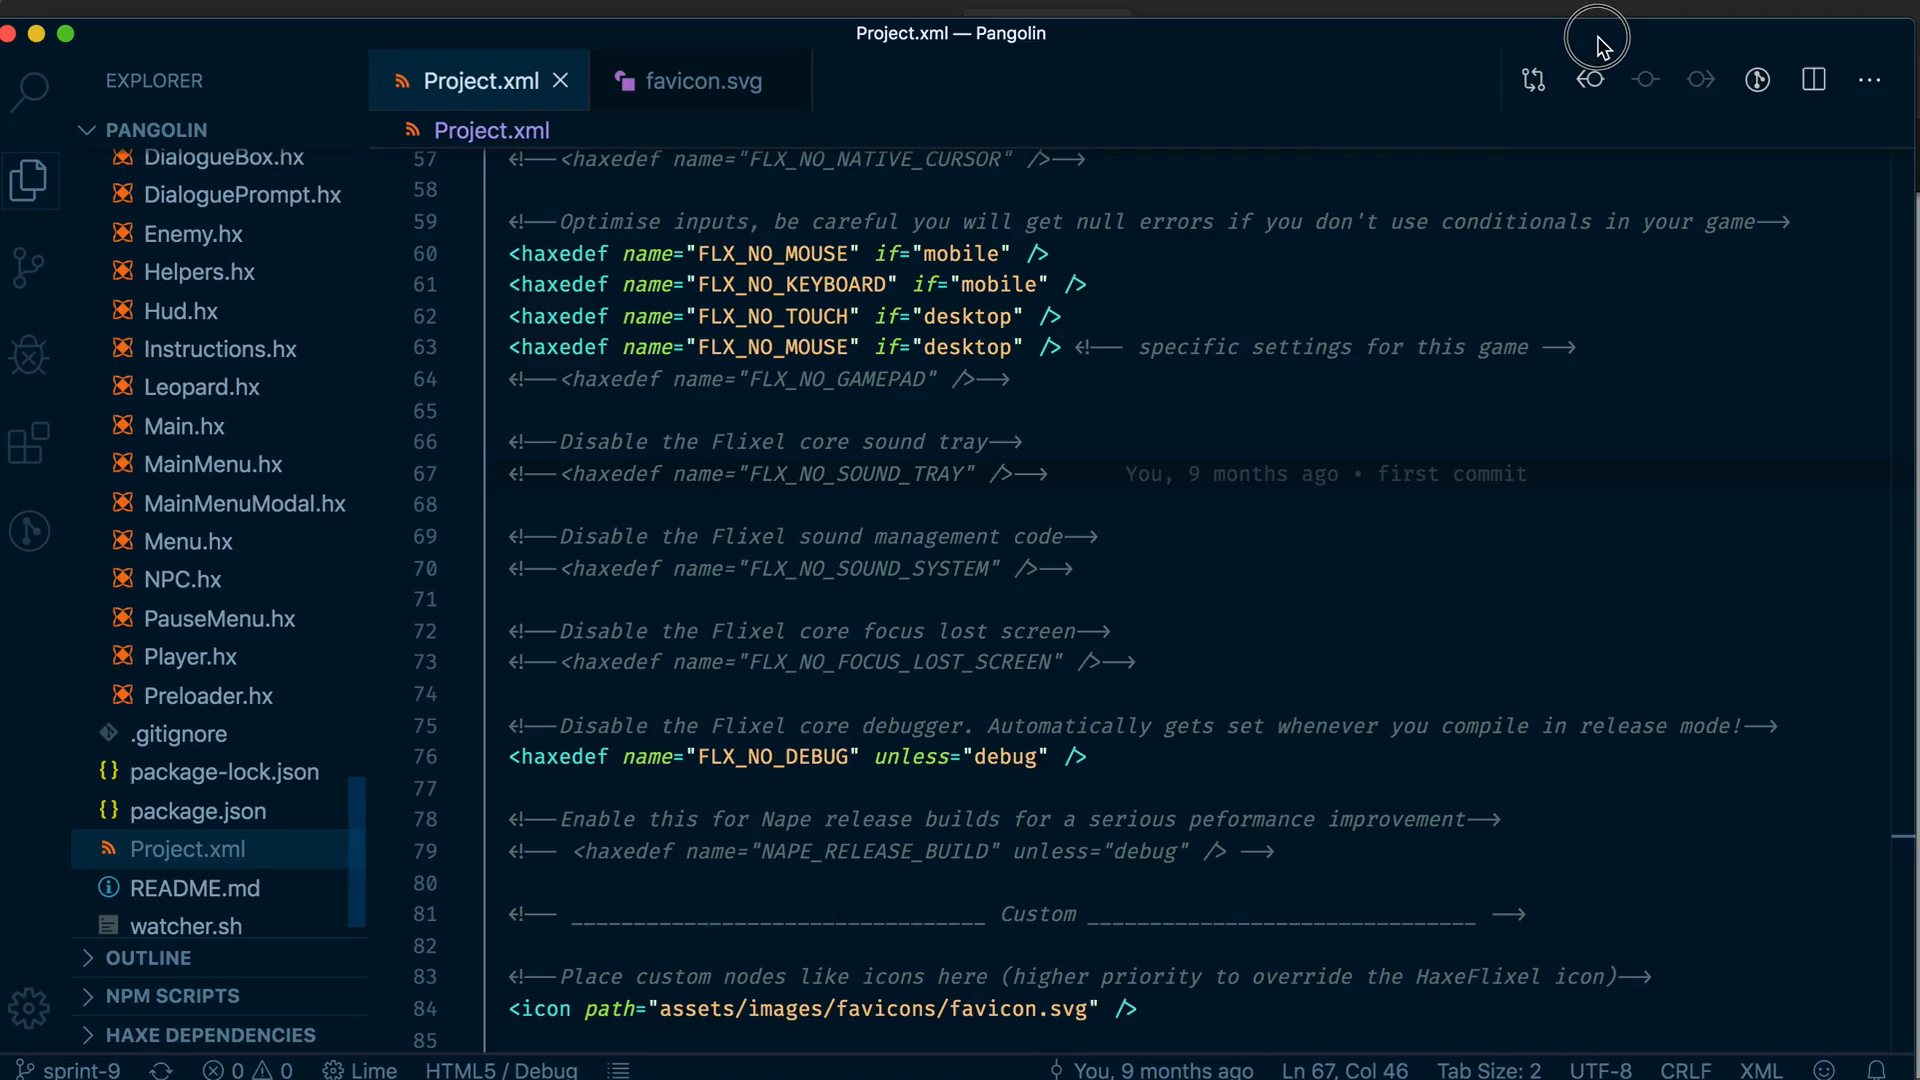 Project.xml — Pangolin
EXPLORER
Project.xml
favicon.svg
PANGOLIN
Project.xml
DialogueBox.hx
DialoguePrompt.hx
Enemy.hx
Helpers.hx
Hud.hx
Instructions.hx
Leopard.hx
Main.hx
MainMenu.hx
MainMenuModal.hx
Menu.hx
NPC.hx
PauseMenu.hx
Player.hx
Preloader.hx
.gitignore
package-lock.json
package.json
Project.xml
README.md
watcher.sh
OUTLINE
NPM SCRIPTS
HAXE DEPENDENCIES
57 <!--<haxedef name="FLX_NO_NATIVE_CURSOR" />-->
58
59 <!--Optimise inputs, be careful you will get null errors if you don't use conditionals in your game-->
60 <haxedef name="FLX_NO_MOUSE" if="mobile" />
61 <haxedef name="FLX_NO_KEYBOARD" if="mobile" />
62 <haxedef name="FLX_NO_TOUCH" if="desktop" />
63 <haxedef name="FLX_NO_MOUSE" if="desktop" /> <!-- specific settings for this game -->
64 <!--<haxedef name="FLX_NO_GAMEPAD" />-->
65
66 <!--Disable the Flixel core sound tray-->
67 <!--<haxedef name="FLX_NO_SOUND_TRAY" />--> You, 9 months ago • first commit
68
69 <!--Disable the Flixel sound management code-->
70 <!--<haxedef name="FLX_NO_SOUND_SYSTEM" />-->
71
72 <!--Disable the Flixel core focus lost screen-->
73 <!--<haxedef name="FLX_NO_FOCUS_LOST_SCREEN" />-->
74
75 <!--Disable the Flixel core debugger. Automatically gets set whenever you compile in release mode!-->
76 <haxedef name="FLX_NO_DEBUG" unless="debug" />
77
78 <!--Enable this for Nape release builds for a serious peformance improvement-->
79 <!-- <haxedef name="NAPE_RELEASE_BUILD" unless="debug" /> -->
80
81 <!-- _________________________________ Custom _______________________________ -->
82
83 <!--Place custom nodes like icons here (higher priority to override the HaxeFlixel icon)-->
84 <icon path="assets/images/favicons/favicon.svg" />
85
sprint-9 0 0 Lime HTML5 / Debug You, 9 months ago Ln 67, Col 46 Tab Size: 2 UTF-8 CRLF XML